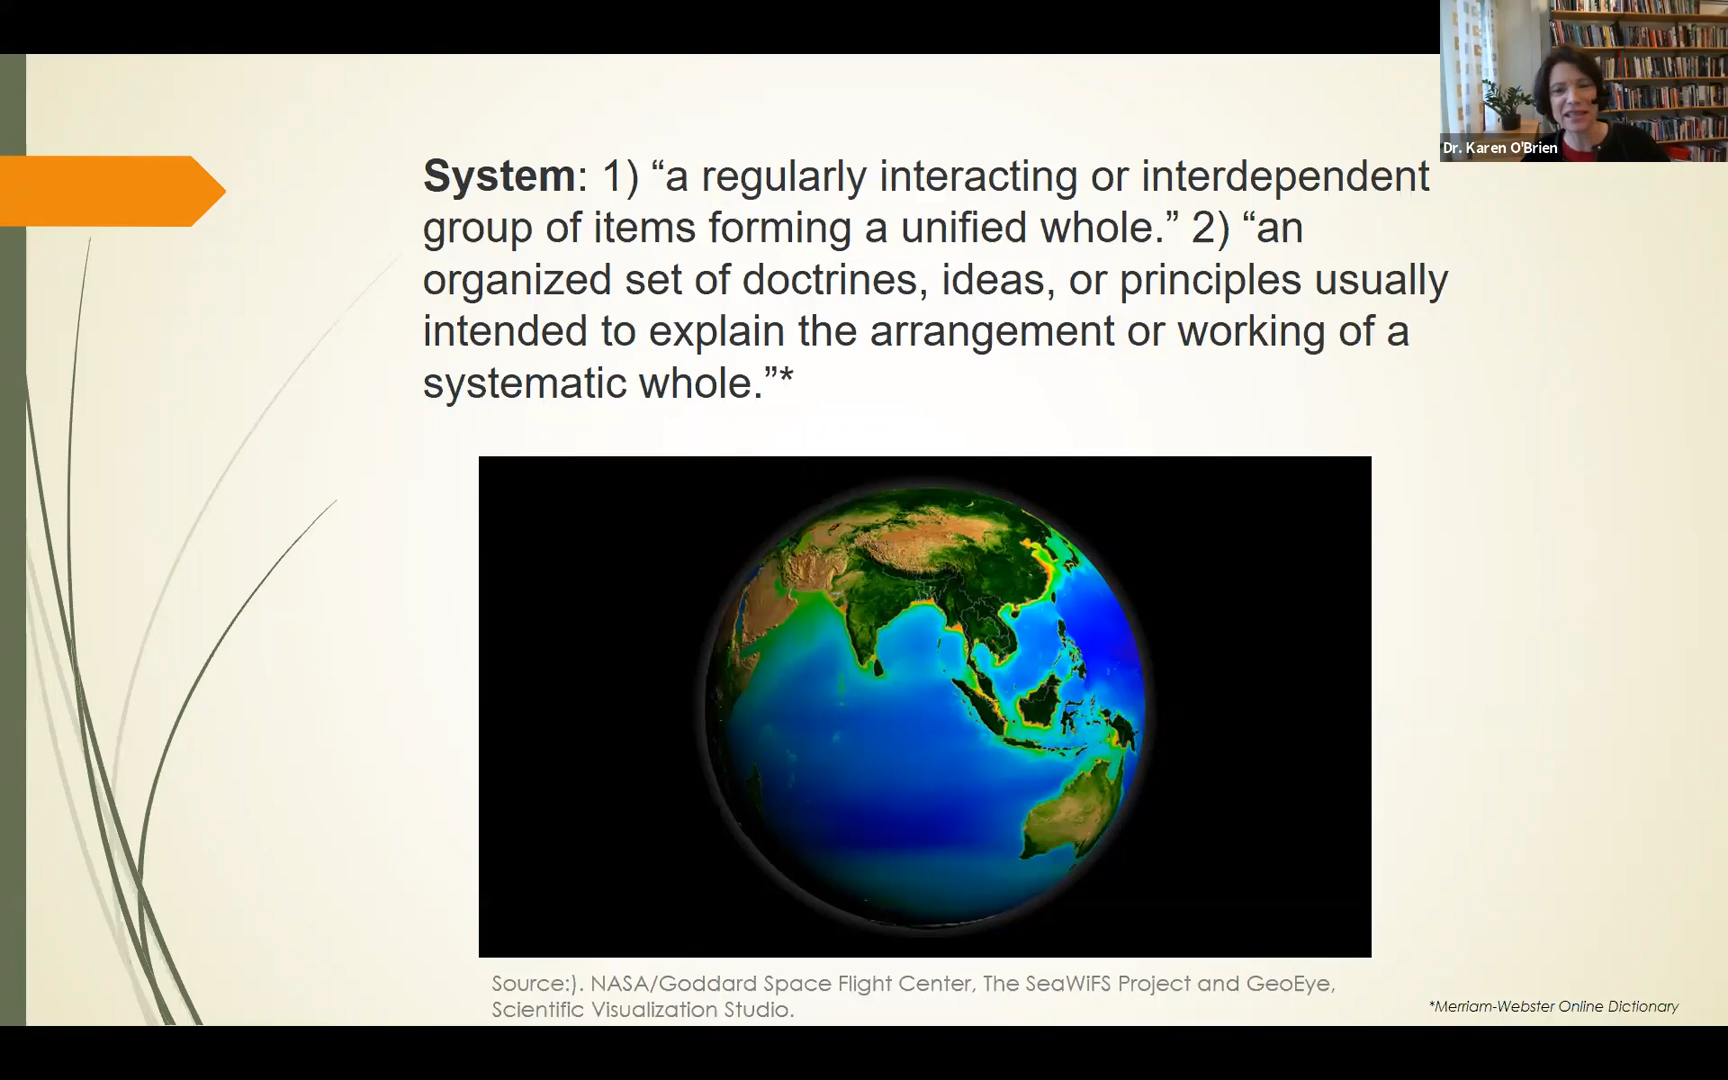 Dr. Karen O'Brien
System: 1) “a regularly interacting or interdependent
group of items forming a unified whole.” 2) “an
organized set of doctrines, ideas, or principles usually
intended to explain the arrangement or working of a
systematic whole.”*
Source:). NASA/Goddard Space Flight Center, The SeaWiFS Project and GeoEye,
Scientific Visualization Studio.
*Merriam-Webster Online Dictionary